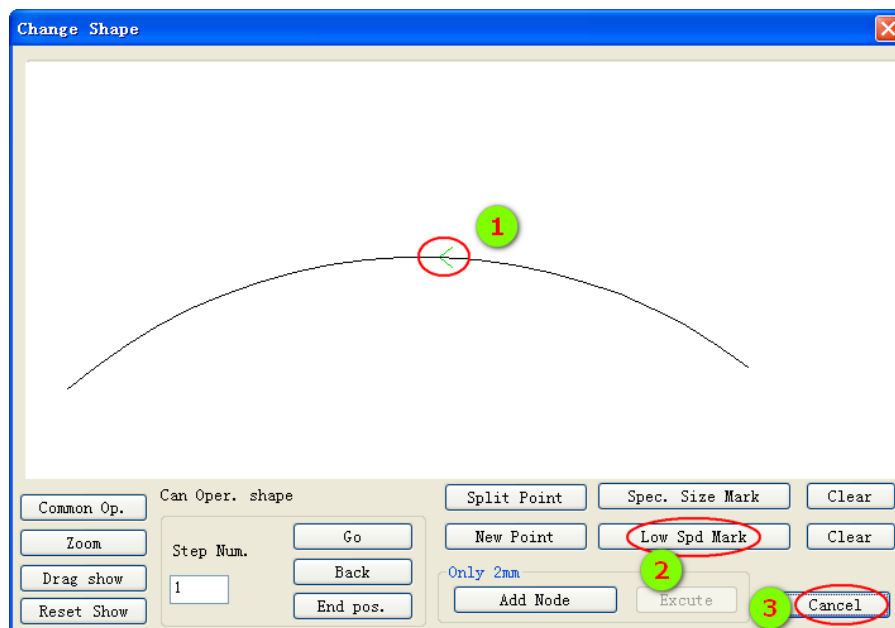 Change Shape
1
Common Op.
Zoom
Drag show
Reset Show
Can Oper. shape
Step Num.
1
Go
Back
End pos.
Split Point
Spec. Size Mark
Clear
New Point
Low Spd Mark
Clear
2
Only 2mm
Add Node
Excute
3
Cancel